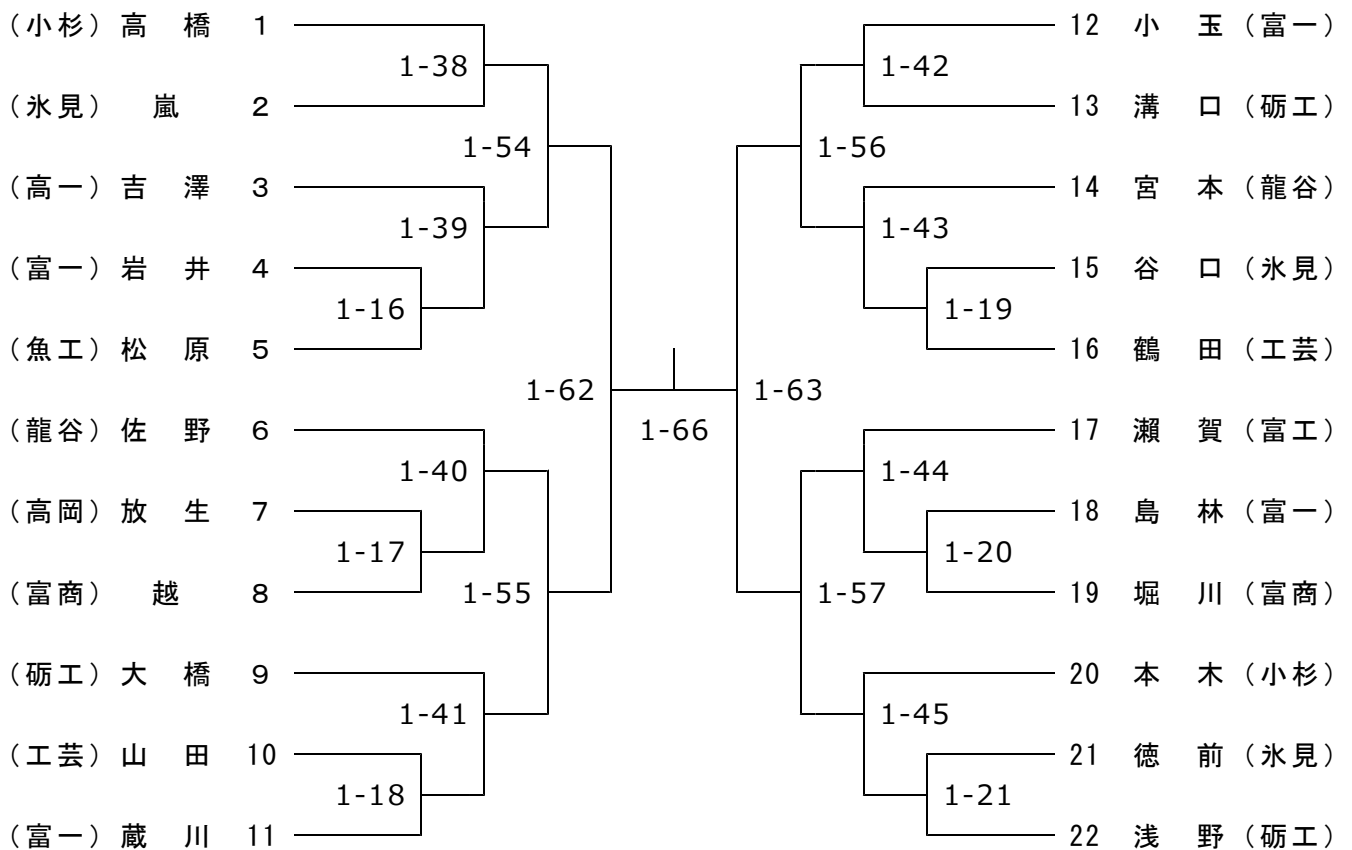 (小杉) 高 橋 1
12 小 玉 (富一)
1-38
1-42
(氷見) 嵐 2
13 溝 口 (砺工)
1-54
1-56
(高一) 吉 澤 3
14 宮 本 (龍谷)
1-39
1-43
(富一) 岩 井 4
15 谷 口 (氷見)
1-16
1-19
(魚工) 松 原 5
16 鶴 田 (工芸)
1-62
1-63
(龍谷) 佐 野 6
1-66
17 瀬 賀 (富工)
1-40
1-44
(高岡) 放 生 7
18 島 林 (富一)
1-17
1-20
(富商) 越 8
1-55
1-57
19 堀 川 (富商)
(砺工) 大 橋 9
20 本 木 (小杉)
1-41
1-45
(工芸) 山 田 10
21 徳 前 (氷見)
1-18
1-21
(富一) 蔵 川 11
22 浅 野 (砺工)